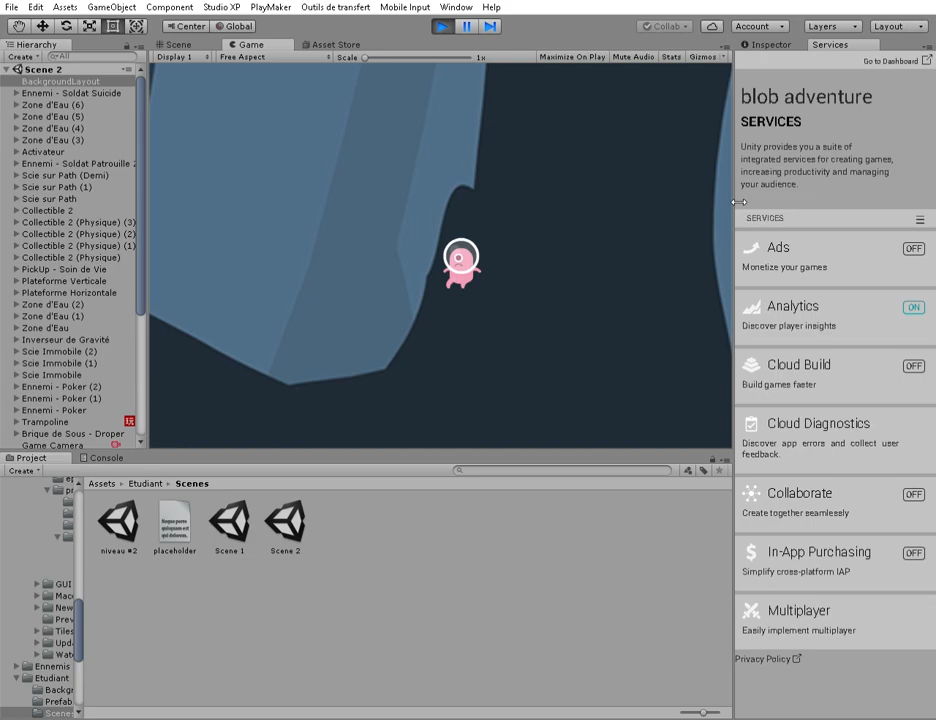 File Edit Assets GameObject Component Studio XP PlayMaker Outils de transfert Mobile Input Window Help
Center Global Collab Account Layers Layout
Hierarchy Scene Game Asset Store Inspector Services
Create All Display 1 Free Aspect Scale 1x Maximize On Play Mute Audio Stats Gizmos Go to Dashboard
Scene 2
BackgroundLayout
Ennemi - Soldat Suicide
Zone d'Eau (6)
Zone d'Eau (5)
Zone d'Eau (4)
Zone d'Eau (3)
Activateur
Ennemi - Soldat Patrouille 2
Scie sur Path (Demi)
Scie sur Path (1)
Scie sur Path
Collectible 2
Collectible 2 (Physique) (3)
Collectible 2 (Physique) (2)
Collectible 2 (Physique) (1)
Collectible 2 (Physique)
PickUp - Soin de Vie
Plateforme Verticale
Plateforme Horizontale
Zone d'Eau (2)
Zone d'Eau (1)
Zone d'Eau
Inverseur de Gravité
Scie Immobile (2)
Scie Immobile (1)
Scie Immobile
Ennemi - Poker (2)
Ennemi - Poker (1)
Ennemi - Poker
Trampoline
Brique de Sous - Droper
Game Camera
blob adventure
SERVICES
Unity provides you a suite of
integrated services for creating games,
increasing productivity and managing
your audience.
SERVICES
Ads OFF
Monetize your games
Analytics ON
Discover player insights
Cloud Build OFF
Build games faster
Cloud Diagnostics
Discover app errors and collect user
feedback.
Collaborate OFF
Create together seamlessly
In-App Purchasing OFF
Simplify cross-platform IAP
Multiplayer
Easily implement multiplayer
Privacy Policy
Project Console
Create
Assets Etudiant Scenes
niveau #2 placeholder Scene 1 Scene 2
GUI
New
Tiles
Ennemis
Etudiant
Backgr
Prefab
Scene